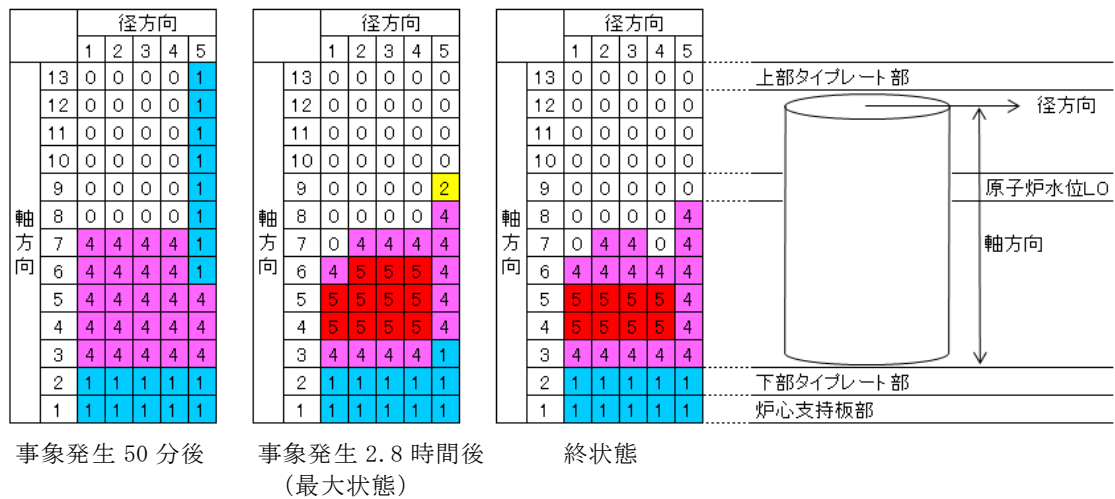 径方向
1 2 3 4 5
軸方向
13 0 0 0 0 1
12 0 0 0 0 1
11 0 0 0 0 1
10 0 0 0 0 1
9 0 0 0 0 1
8 0 0 0 0 1
7 4 4 4 4 1
6 4 4 4 4 1
5 4 4 4 4 4
4 4 4 4 4 4
3 4 4 4 4 4
2 1 1 1 1 1
1 1 1 1 1 1
事象発生 50 分後
径方向
1 2 3 4 5
軸方向
13 0 0 0 0 0
12 0 0 0 0 0
11 0 0 0 0 0
10 0 0 0 0 0
9 0 0 0 0 2
8 0 0 0 0 4
7 0 4 4 4 4
6 4 5 5 5 4
5 5 5 5 5 4
4 5 5 5 5 4
3 4 4 4 4 1
2 1 1 1 1 1
1 1 1 1 1 1
事象発生 2.8 時間後
（最大状態）
径方向
1 2 3 4 5
軸方向
13 0 0 0 0 0
12 0 0 0 0 0
11 0 0 0 0 0
10 0 0 0 0 0
9 0 0 0 0 0
8 0 0 0 0 4
7 0 4 4 0 4
6 4 4 4 4 4
5 5 5 5 5 4
4 5 5 5 5 4
3 4 4 4 4 4
2 1 1 1 1 1
1 1 1 1 1 1
終状態
上部タイプレート部
径方向
原子炉水位L0
軸方向
下部タイプレート部
炉心支持板部